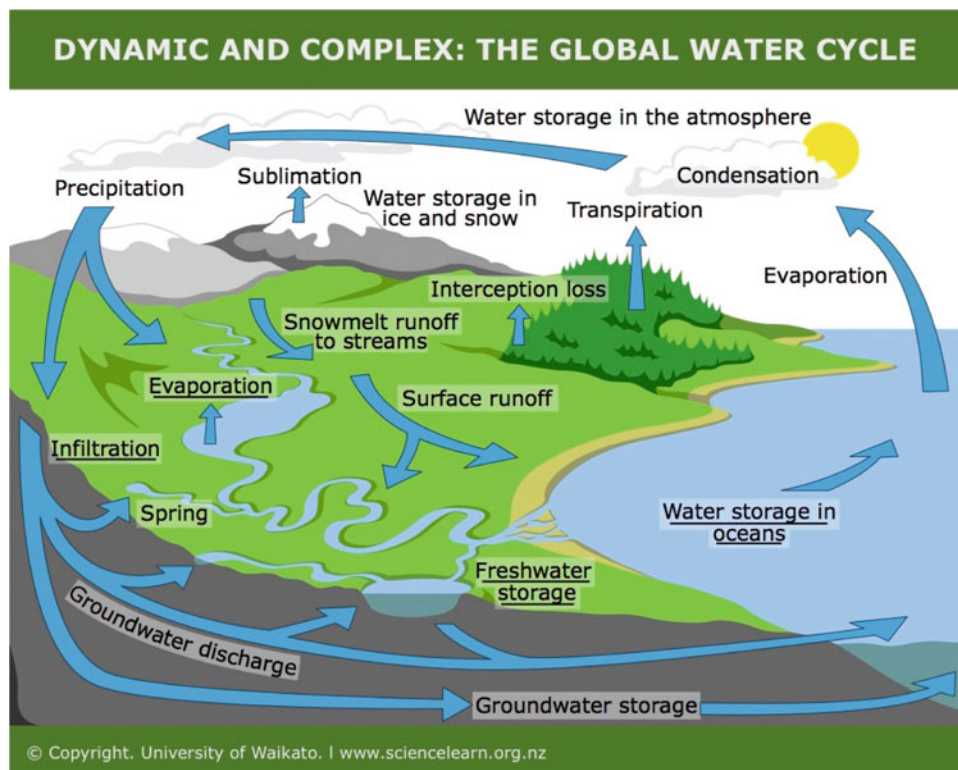 DYNAMIC AND COMPLEX: THE GLOBAL WATER CYCLE
Water storage in the atmosphere
Condensation
Precipitation
Sublimation
Water storage in
ice and snow
Transpiration
Evaporation
Interception loss
Snowmelt runoff
to streams
Evaporation
Surface runoff
Infiltration
Spring
Water storage in
oceans
Freshwater
storage
Groundwater discharge
Groundwater storage
© Copyright. University of Waikato. l www.sciencelearn.org.nz